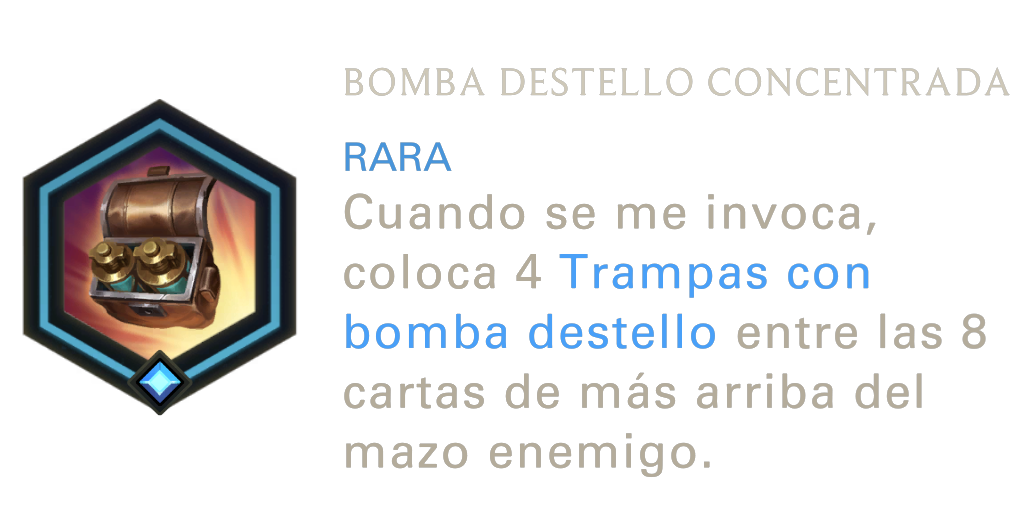 BOMBA DESTELLO CONCENTRADA
RARA
Cuando se me invoca,
coloca 4 Trampas con
bomba destello entre las 8
cartas de más arriba del
mazo enemigo.